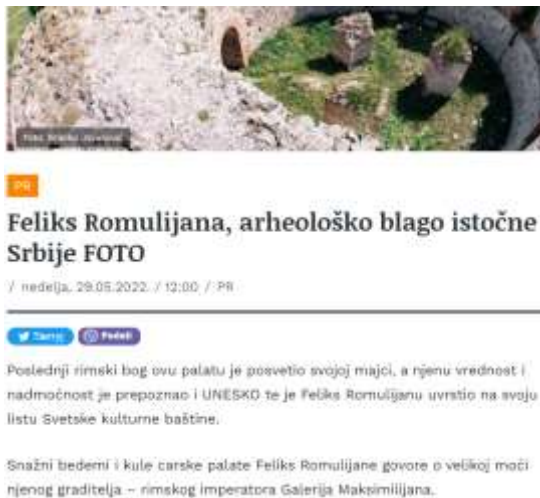 PR
Feliks Romulijana, arheološko blago istočne
Srbije FOTO
/ nedelja, 29.05.2022. / 12:00 / PR
Podeli
Poslednji rimski bog ovu palatu je posvetio svojoj majci, a njenu vrednost i
nadmoćnost je prepoznao i UNESKO te je Feliks Romulijanu uvrstio na svoju
listu Svetske kulturne baštine.
Snažni bedemi i kule carske palate Feliks Romulijane govore o velikoj moći
njenog graditelja – rimskog imperatora Galerija Maksimilijana.